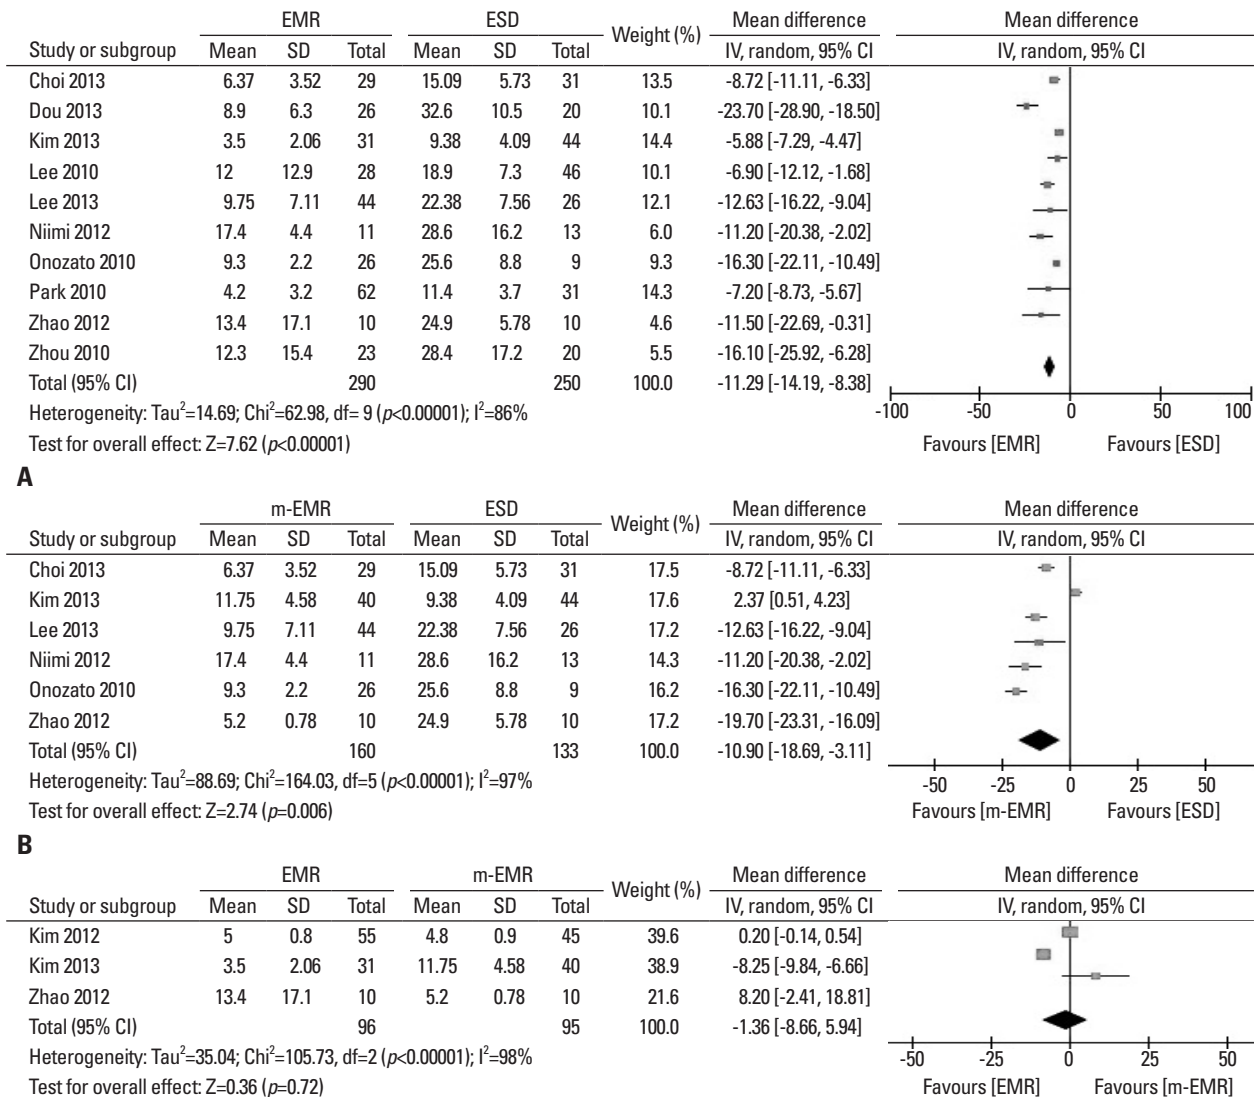 EMR ESD Weight (%) Mean difference Mean difference
Study or subgroup Mean SD Total Mean SD Total IV, random, 95% CI IV, random, 95% CI
Choi 2013 6.37 3.52 29 15.09 5.73 31 13.5 -8.72 [-11.11, -6.33]
Dou 2013 8.9 6.3 26 32.6 10.5 20 10.1 -23.70 [-28.90, -18.50]
Kim 2013 3.5 2.06 31 9.38 4.09 44 14.4 -5.88 [-7.29, -4.47]
Lee 2010 12 12.9 28 18.9 7.3 46 10.1 -6.90 [-12.12, -1.68]
Lee 2013 9.75 7.11 44 22.38 7.56 26 12.1 -12.63 [-16.22, -9.04]
Niimi 2012 17.4 4.4 11 28.6 16.2 13 6.0 -11.20 [-20.38, -2.02]
Onozato 2010 9.3 2.2 26 25.6 8.8 9 9.3 -16.30 [-22.11, -10.49]
Park 2010 4.2 3.2 62 11.4 3.7 31 14.3 -7.20 [-8.73, -5.67]
Zhao 2012 13.4 17.1 10 24.9 5.78 10 4.6 -11.50 [-22.69, -0.31]
Zhou 2010 12.3 15.4 23 28.4 17.2 20 5.5 -16.10 [-25.92, -6.28]
Total (95% CI) 290 250 100.0 -11.29 [-14.19, -8.38]
Heterogeneity: Tau²=14.69; Chi²=62.98, df= 9 (p<0.00001); I²=86%
-100 -50 0 50 100
Test for overall effect: Z=7.62 (p<0.00001)
Favours [EMR] Favours [ESD]
A
m-EMR ESD Weight (%) Mean difference Mean difference
Study or subgroup Mean SD Total Mean SD Total IV, random, 95% CI IV, random, 95% CI
Choi 2013 6.37 3.52 29 15.09 5.73 31 17.5 -8.72 [-11.11, -6.33]
Kim 2013 11.75 4.58 40 9.38 4.09 44 17.6 2.37 [0.51, 4.23]
Lee 2013 9.75 7.11 44 22.38 7.56 26 17.2 -12.63 [-16.22, -9.04]
Niimi 2012 17.4 4.4 11 28.6 16.2 13 14.3 -11.20 [-20.38, -2.02]
Onozato 2010 9.3 2.2 26 25.6 8.8 9 16.2 -16.30 [-22.11, -10.49]
Zhao 2012 5.2 0.78 10 24.9 5.78 10 17.2 -19.70 [-23.31, -16.09]
Total (95% CI) 160 133 100.0 -10.90 [-18.69, -3.11]
Heterogeneity: Tau²=88.69; Chi²=164.03, df=5 (p<0.00001); I²=97%
-50 -25 0 25 50
Test for overall effect: Z=2.74 (p=0.006)
Favours [m-EMR] Favours [ESD]
B
EMR m-EMR Weight (%) Mean difference Mean difference
Study or subgroup Mean SD Total Mean SD Total IV, random, 95% CI IV, random, 95% CI
Kim 2012 5 0.8 55 4.8 0.9 45 39.6 0.20 [-0.14, 0.54]
Kim 2013 3.5 2.06 31 11.75 4.58 40 38.9 -8.25 [-9.84, -6.66]
Zhao 2012 13.4 17.1 10 5.2 0.78 10 21.6 8.20 [-2.41, 18.81]
Total (95% CI) 96 95 100.0 -1.36 [-8.66, 5.94]
Heterogeneity: Tau²=35.04; Chi²=105.73, df=2 (p<0.00001); I²=98%
-50 -25 0 25 50
Test for overall effect: Z=0.36 (p=0.72)
Favours [EMR] Favours [m-EMR]